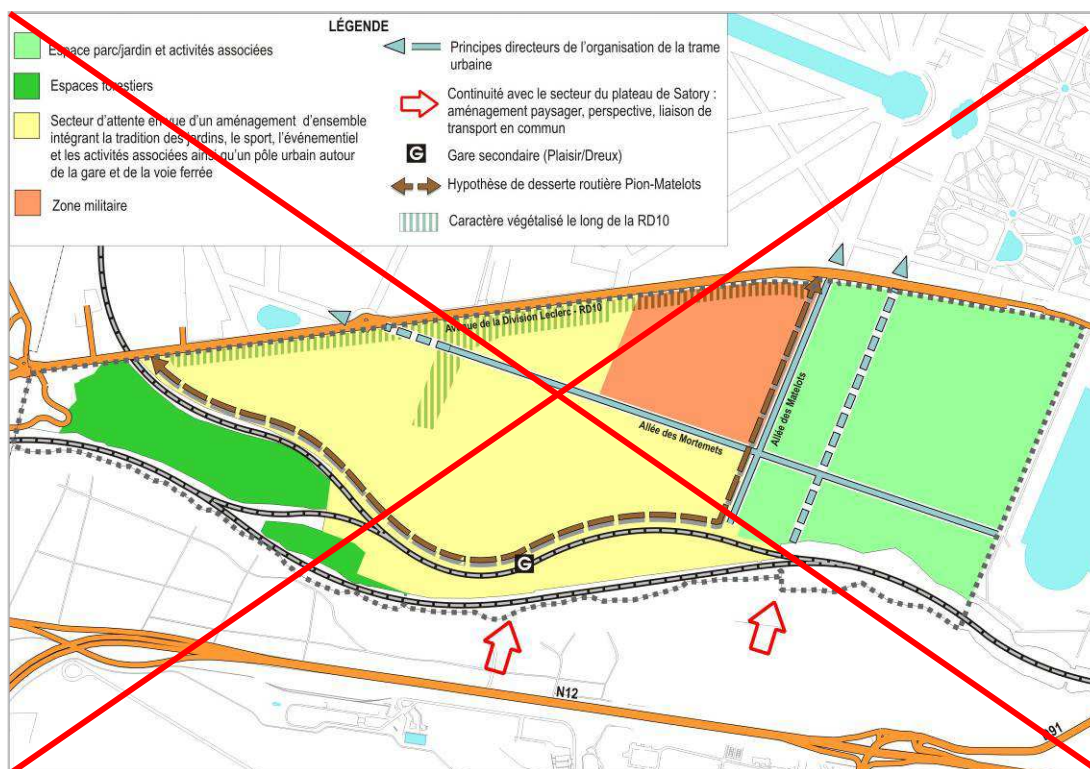 LÉGENDE
Espace parc/jardin et activités associées
Espaces forestiers
Secteur d'attente en vue d'un aménagement d'ensemble
intégrant la tradition des jardins, le sport, l'événementiel
et les activités associées ainsi qu'un pôle urbain autour
de la gare et de la voie ferrée
Zone militaire
Principes directeurs de l'organisation de la trame
urbaine
Continuité avec le secteur du plateau de Satory :
aménagement paysager, perspective, liaison de
transport en commun
G
Gare secondaire (Plaisir/Dreux)
Hypothèse de desserte routière Pion-Matelots
Caractère végétalisé le long de la RD10
Avenue de la Division Leclerc - RD10
Allée des Matelots
Allée des Mortemets
G
N12